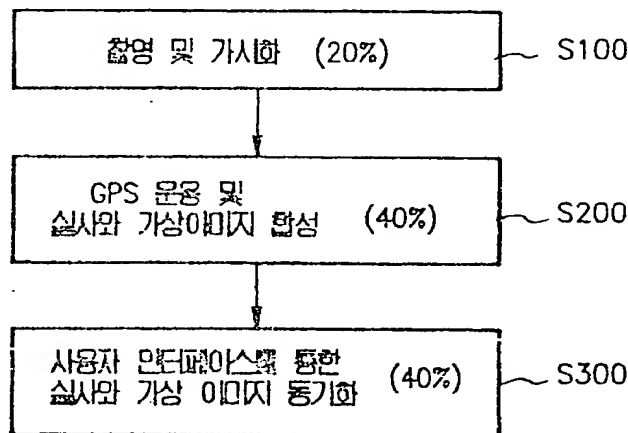 촬영 및 가시화 (20%) S100
GPS 운용 및
실사와 가상이미지 합성 (40%) S200
사용자 인터페이스를 통한
실사와 가상 이미지 동기화 (40%) S300